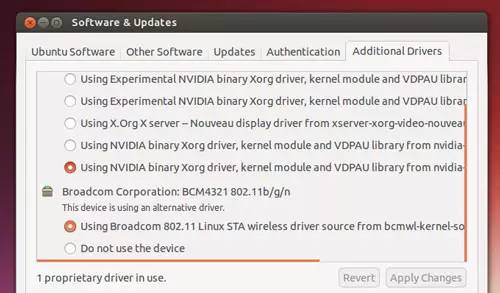 Software & Updates
Ubuntu Software Other Software Updates Authentication Additional Drivers
Using Experimental NVIDIA binary Xorg driver, kernel module and VDPAU librar
Using Experimental NVIDIA binary Xorg driver, kernel module and VDPAU librar
Using X.Org X server – Nouveau display driver from xserver-xorg-video-nouvea
Using NVIDIA binary Xorg driver, kernel module and VDPAU library from nvidia-
Using NVIDIA binary Xorg driver, kernel module and VDPAU library from nvidia-
Broadcom Corporation: BCM4321 802.11b/g/n
This device is using an alternative driver.
Using Broadcom 802.11 Linux STA wireless driver source from bcmwl-kernel-so
Do not use the device
1 proprietary driver in use.
Revert Apply Changes